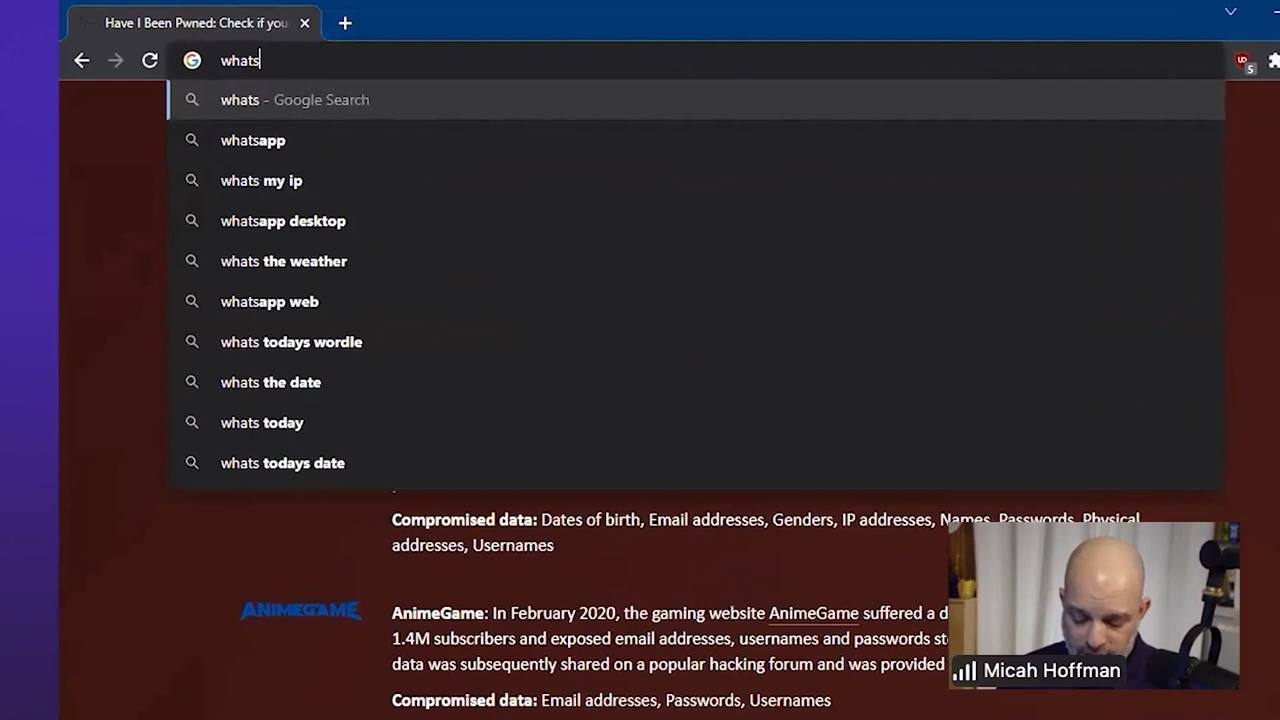 Have I Been Pwned: Check if you
whats
UD
5
whats - Google Search
whatsapp
whats my ip
whatsapp desktop
whats the weather
whatsapp web
whats todays wordle
whats the date
whats today
whats todays date
Compromised data: Dates of birth, Email addresses, Genders, IP addresses, Names, Passwords, Physical
addresses, Usernames
ANIMEGAME
AnimeGame: In February 2020, the gaming website AnimeGame suffered a d
1.4M subscribers and exposed email addresses, usernames and passwords st
data was subsequently shared on a popular hacking forum and was provided
Micah Hoffman
Compromised data: Email addresses, Passwords, Usernames